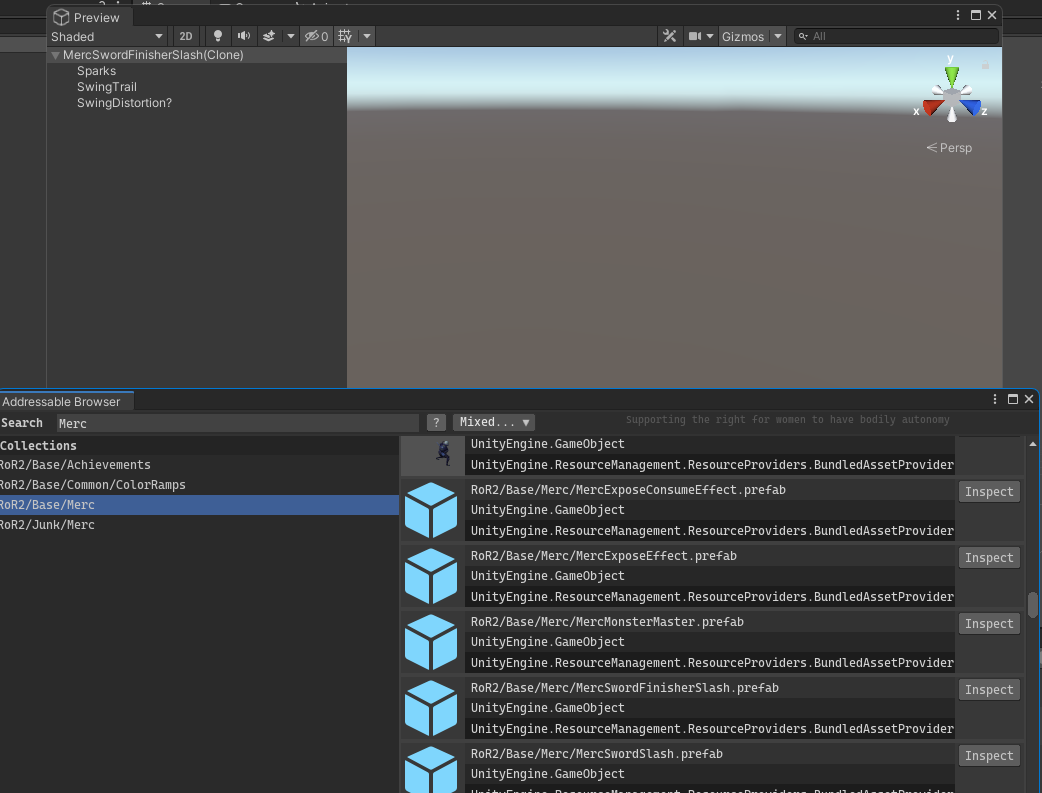 Preview
Shaded
2D
0
Gizmos
All
MercSwordFinisherSlash(Clone)
Sparks
SwingTrail
SwingDistortion?
y
x
z
Persp
Addressable Browser
Search
Merc
?
Mixed...
Supporting the right for women to have bodily autonomy
Collections
RoR2/Base/Achievements
RoR2/Base/Common/ColorRamps
RoR2/Base/Merc
RoR2/Junk/Merc
UnityEngine.GameObject
UnityEngine.ResourceManagement.ResourceProviders.BundledAssetProvider
RoR2/Base/Merc/MercExposeConsumeEffect.prefab
Inspect
UnityEngine.GameObject
UnityEngine.ResourceManagement.ResourceProviders.BundledAssetProvider
RoR2/Base/Merc/MercExposeEffect.prefab
Inspect
UnityEngine.GameObject
UnityEngine.ResourceManagement.ResourceProviders.BundledAssetProvider
RoR2/Base/Merc/MercMonsterMaster.prefab
Inspect
UnityEngine.GameObject
UnityEngine.ResourceManagement.ResourceProviders.BundledAssetProvider
RoR2/Base/Merc/MercSwordFinisherSlash.prefab
Inspect
UnityEngine.GameObject
UnityEngine.ResourceManagement.ResourceProviders.BundledAssetProvider
RoR2/Base/Merc/MercSwordSlash.prefab
Inspect
UnityEngine.GameObject